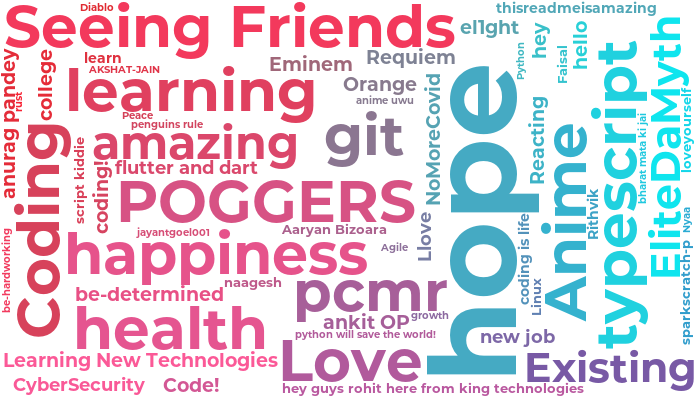 Diablo
thisreadmeisamazing
Seeing Friends
el1ght
hey
hello
Python
Faisal
anurag pandey
rust
college
learn
AKSHAT-JAIN
Eminem
Requiem
learning
Orange
anime uwu
NoMoreCovid
Peace
penguins rule
amazing
git
Reacting
hope
Anime
typescript
EliteDaMyth
loveyourself
bharat mata ki jai
Coding
script kiddie
coding!
flutter and dart
POGGERS
Rithvik
Nyaa
Llove
jayantgoel001
Aaryan Bizoara
Agile
coding is life
be-hardworking
happiness
naagesh
Linux
sparkscratch-p
be-determined
pcmr
growth
health
ankit OP
python will save the world!
new job
Learning New Technologies
Love
Existing
CyberSecurity
Code!
hey guys rohit here from king technologies